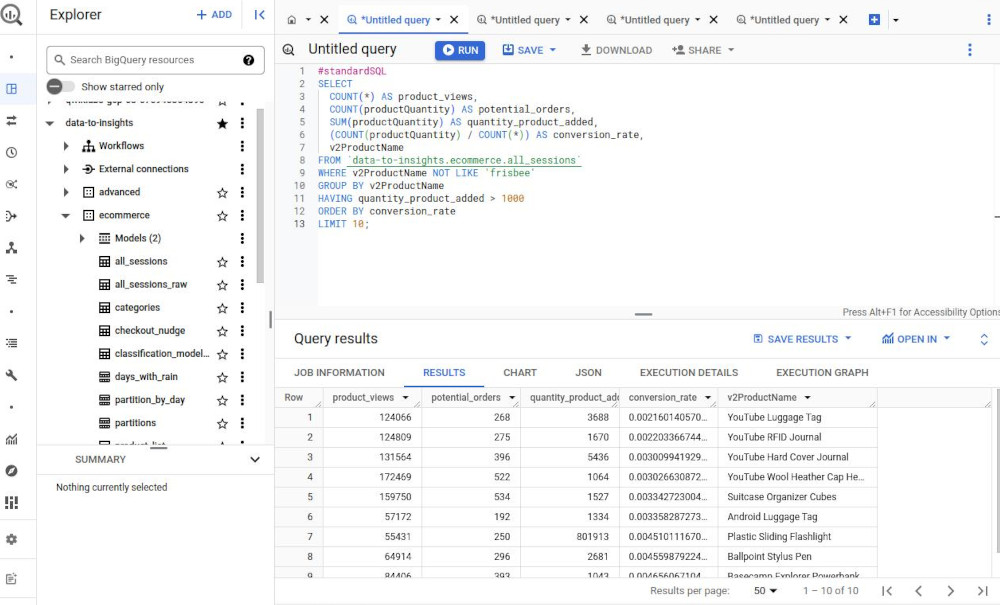 Explorer
+ ADD
Search BigQuery resources
Show starred only
data-to-insights
Workflows
External connections
advanced
ecommerce
Models (2)
all_sessions
all_sessions_raw
categories
checkout_nudge
classification_model...
days_with_rain
partition_by_day
partitions
SUMMARY
Nothing currently selected
*Untitled query
*Untitled query
*Untitled query
*Untitled query
Untitled query
RUN
SAVE
DOWNLOAD
SHARE
1 #standardSQL
2 SELECT
3 COUNT(*) AS product_views,
4 COUNT(productQuantity) AS potential_orders,
5 SUM(productQuantity) AS quantity_product_added,
6 (COUNT(productQuantity) / COUNT(*)) AS conversion_rate,
7 v2ProductName
8 FROM `data-to-insights.ecommerce.all_sessions`
9 WHERE v2ProductName NOT LIKE 'frisbee'
10 GROUP BY v2ProductName
11 HAVING quantity_product_added > 1000
12 ORDER BY conversion_rate
13 LIMIT 10;
Press Alt+F1 for Accessibility Options
Query results
SAVE RESULTS
OPEN IN
JOB INFORMATION RESULTS CHART JSON EXECUTION DETAILS EXECUTION GRAPH
Row product_views potential_orders quantity_product_add conversion_rate v2ProductName
1 124066 268 3688 0.002160140570... YouTube Luggage Tag
2 124809 275 1670 0.002203366744... YouTube RFID Journal
3 131564 396 5436 0.003009941929... YouTube Hard Cover Journal
4 172469 522 1064 0.003026630872... YouTube Wool Heather Cap He...
5 159750 534 1527 0.003342723004... Suitcase Organizer Cubes
6 57172 192 1334 0.003358287273... Android Luggage Tag
7 55431 250 801913 0.004510111670... Plastic Sliding Flashlight
8 64914 296 2681 0.004559879224... Ballpoint Stylus Pen
9 84406 393 1043 0.004656067104... Basecamp Explorer Powerbank
Results per page: 50 1 – 10 of 10